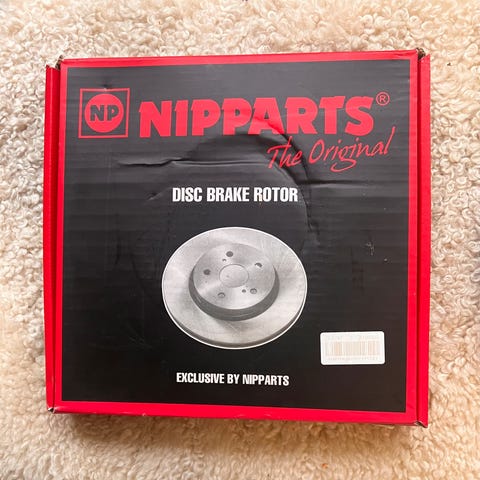 NP
NIPPARTS®
The Original
DISC BRAKE ROTOR
EXCLUSIVE BY NIPPARTS